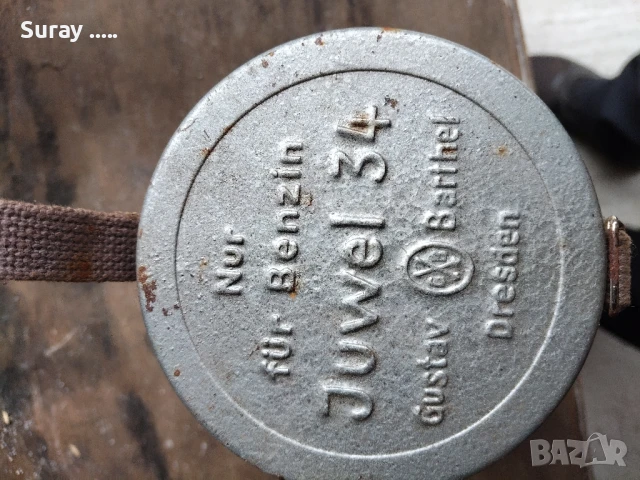 Suray .....
Nur
für Benzin
Juwel 34
Gustav Barthel
Dresden
BAZAR